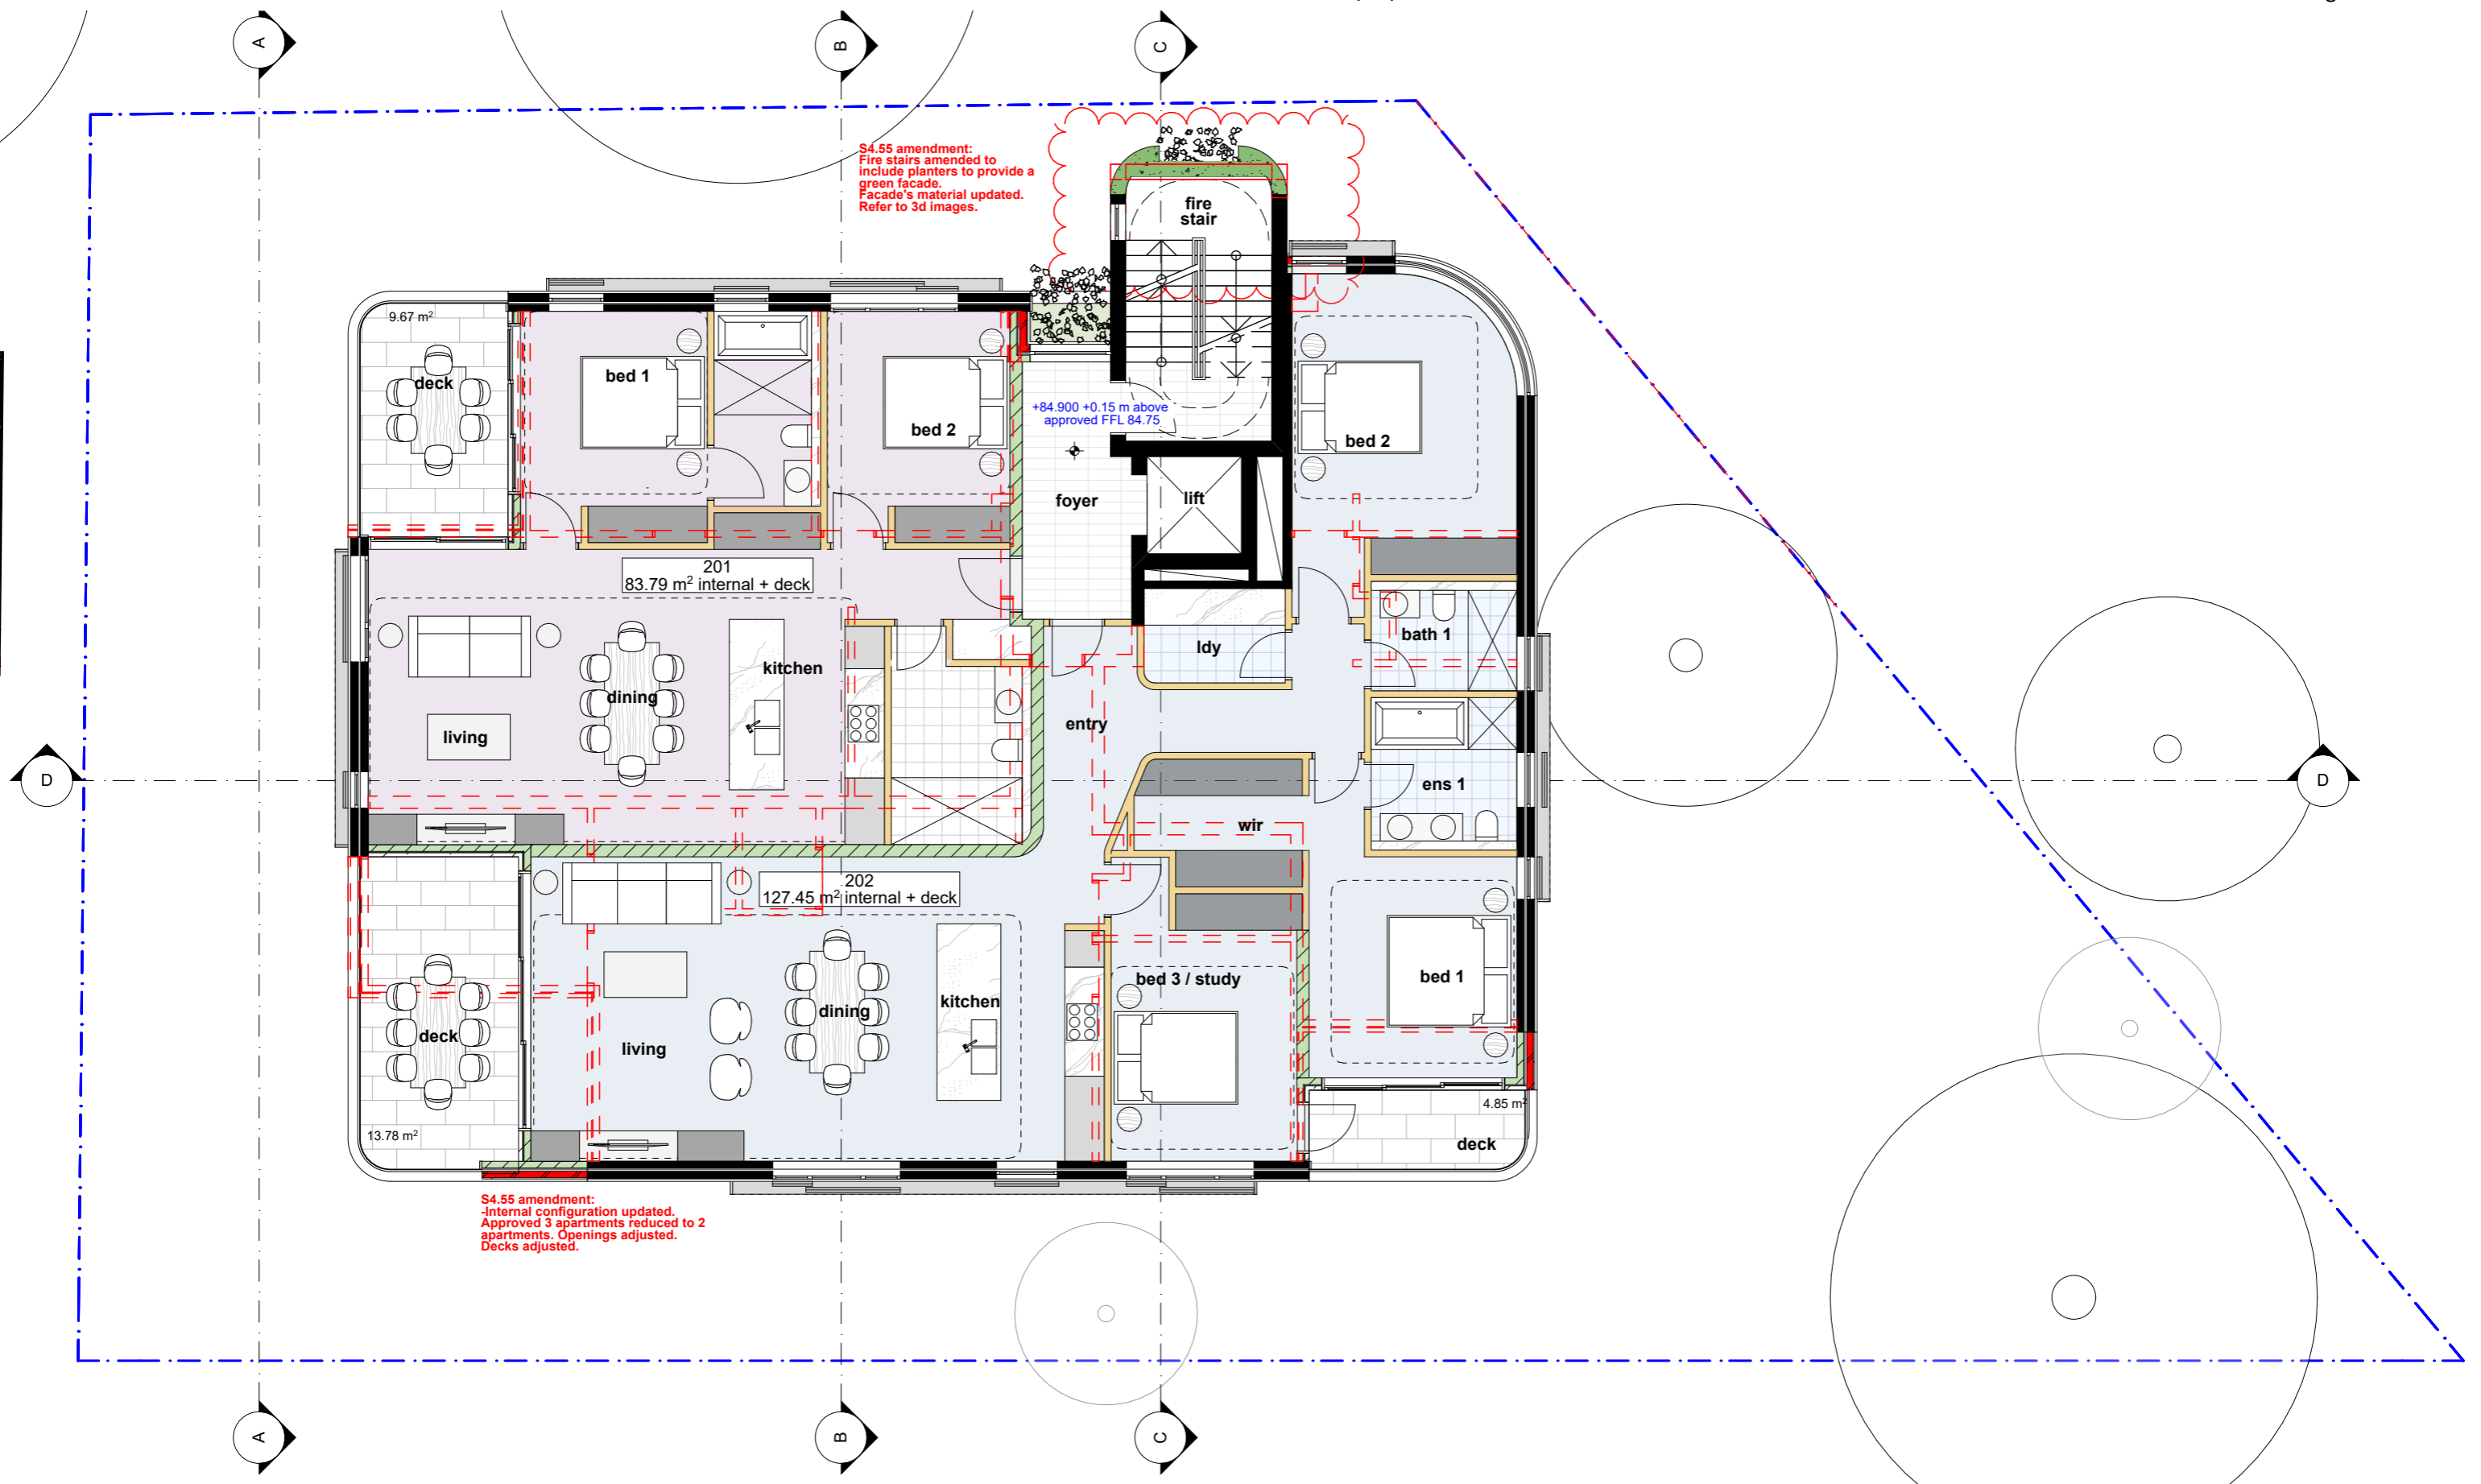 A
B
C
S4.55 amendment:
Fire stairs amended to
include planters to provide a
green facade.
Facade's material updated.
Refer to 3d images.
fire
stair
9.67 m²
deck
bed 1
bed 2
+84.900 +0.15 m above
approved FFL 84.75
bed 2
foyer
lift
201
83.79 m² internal + deck
kitchen
dining
living
ldy
bath 1
entry
D
D
ens 1
wir
202
127.45 m² internal + deck
bed 3 / study
bed 1
kitchen
dining
living
deck
13.78 m²
4.85 m²
deck
S4.55 amendment:
-Internal configuration updated.
Approved 3 apartments reduced to 2
apartments. Openings adjusted.
Decks adjusted.
A
B
C